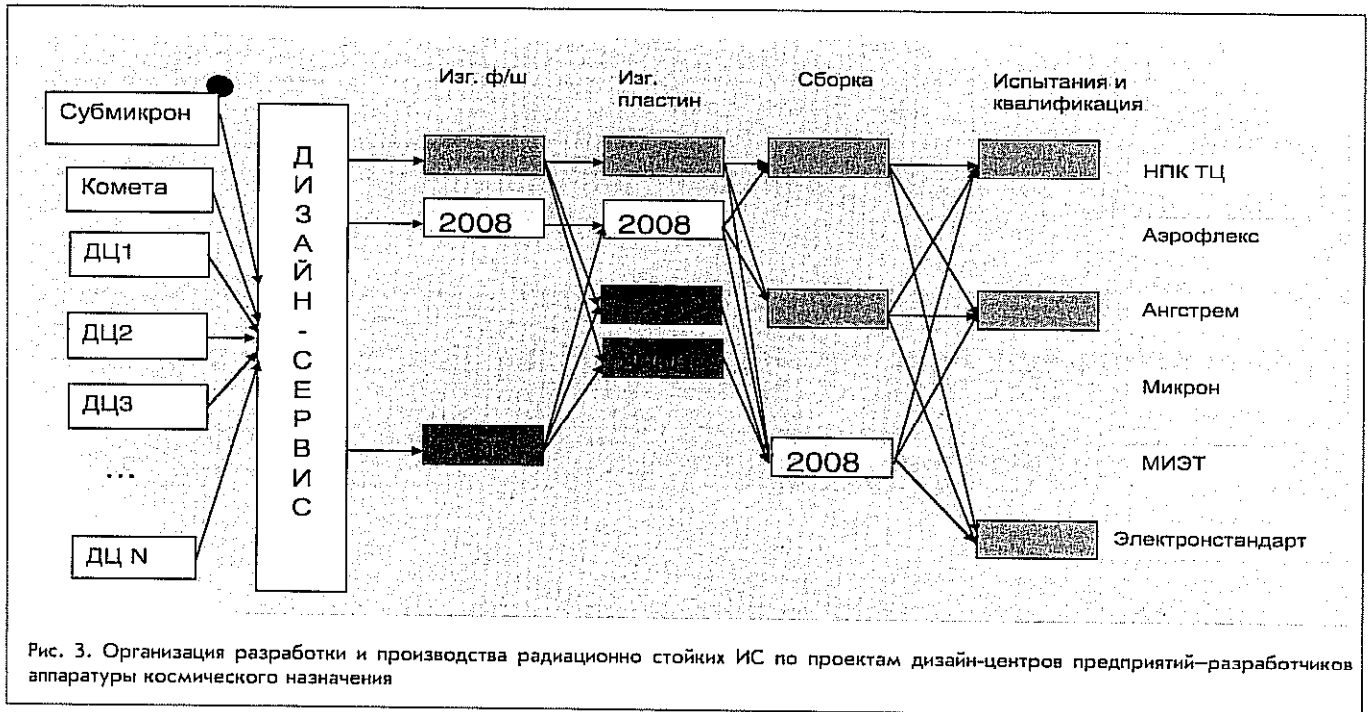 Изг. ф/ш
Изг.
пластин
Сборка
Испытания и
квалификация
Субмикрон
Комета
ДЦ1
ДЦ2
ДЦ3
...
ДЦ N
ДИЗАЙН-СЕРВИС
2008
2008
2008
НПК ТЦ
Аэрофлекс
Ангстрем
Микрон
МИЭТ
Электронстандарт
Рис. 3. Организация разработки и производства радиационно стойких ИС по проектам дизайн-центров предприятий–разработчиков
аппаратуры космического назначения